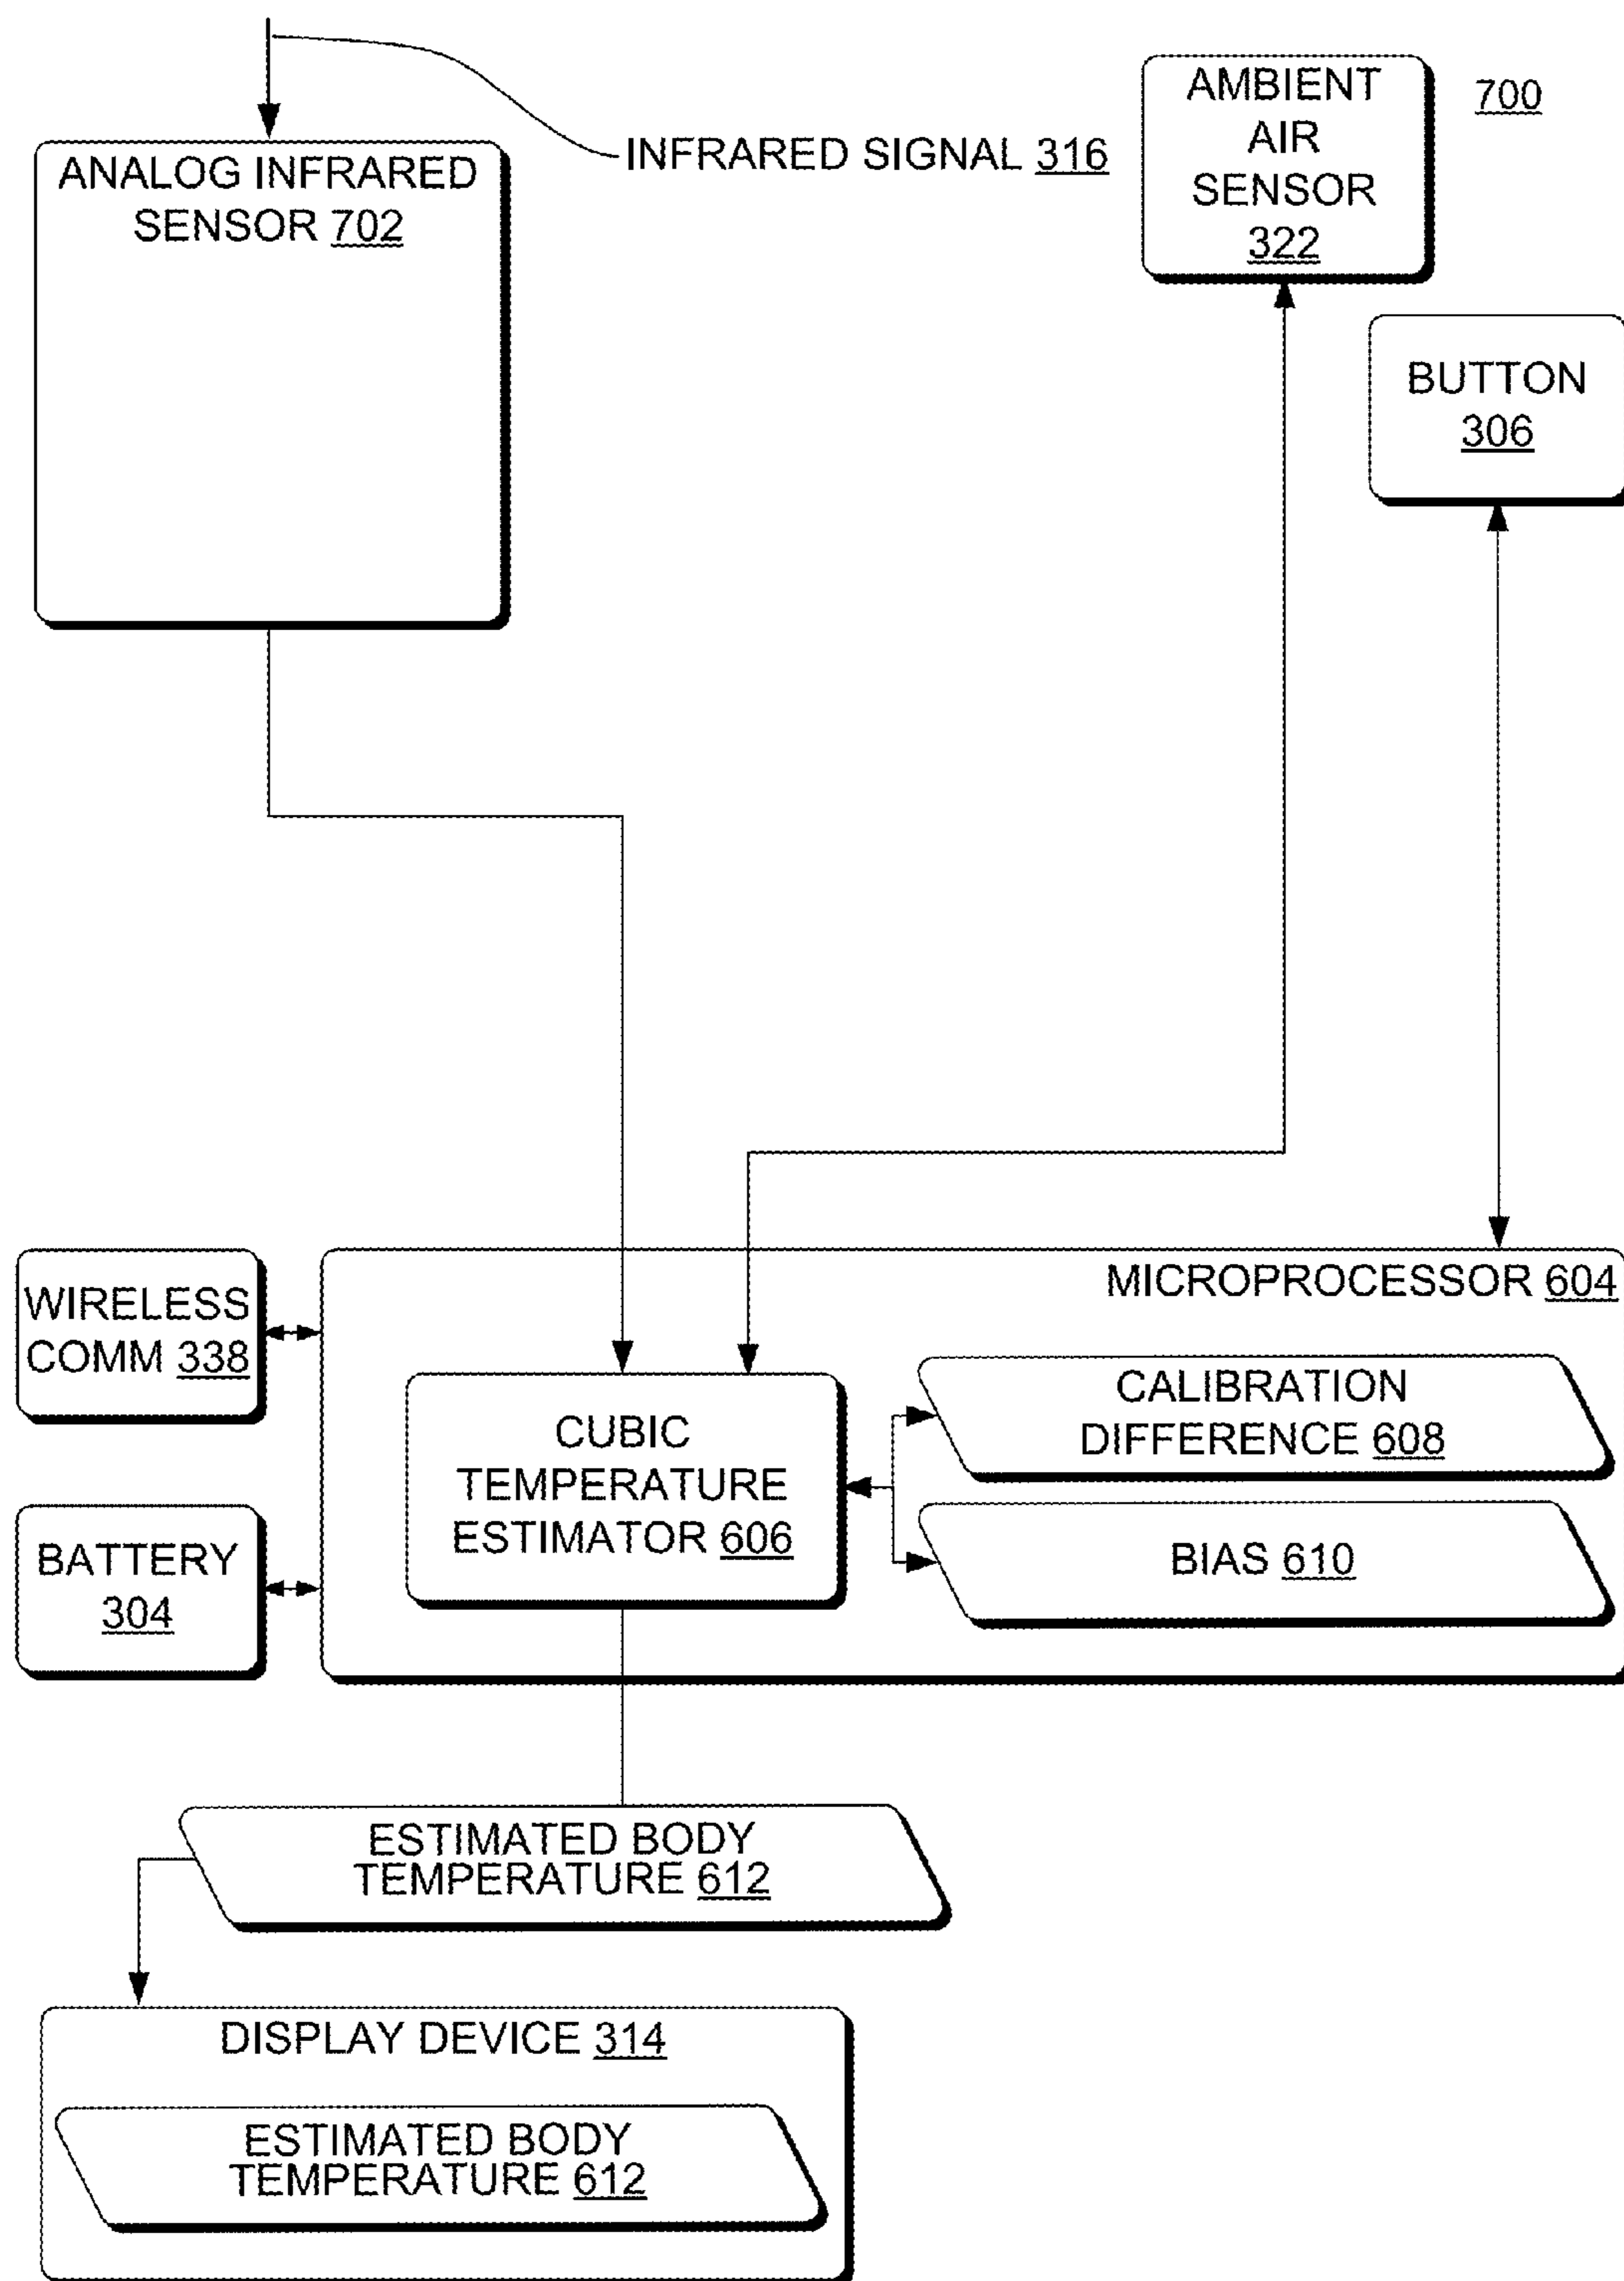 INFRARED SIGNAL 316
ANALOG INFRARED
SENSOR 702
AMBIENT
AIR
SENSOR
322
700
BUTTON
306
MICROPROCESSOR 604
WIRELESS
COMM 338
BATTERY
304
CUBIC
TEMPERATURE
ESTIMATOR 606
CALIBRATION
DIFFERENCE 608
BIAS 610
ESTIMATED BODY
TEMPERATURE 612
DISPLAY DEVICE 314
ESTIMATED BODY
TEMPERATURE 612